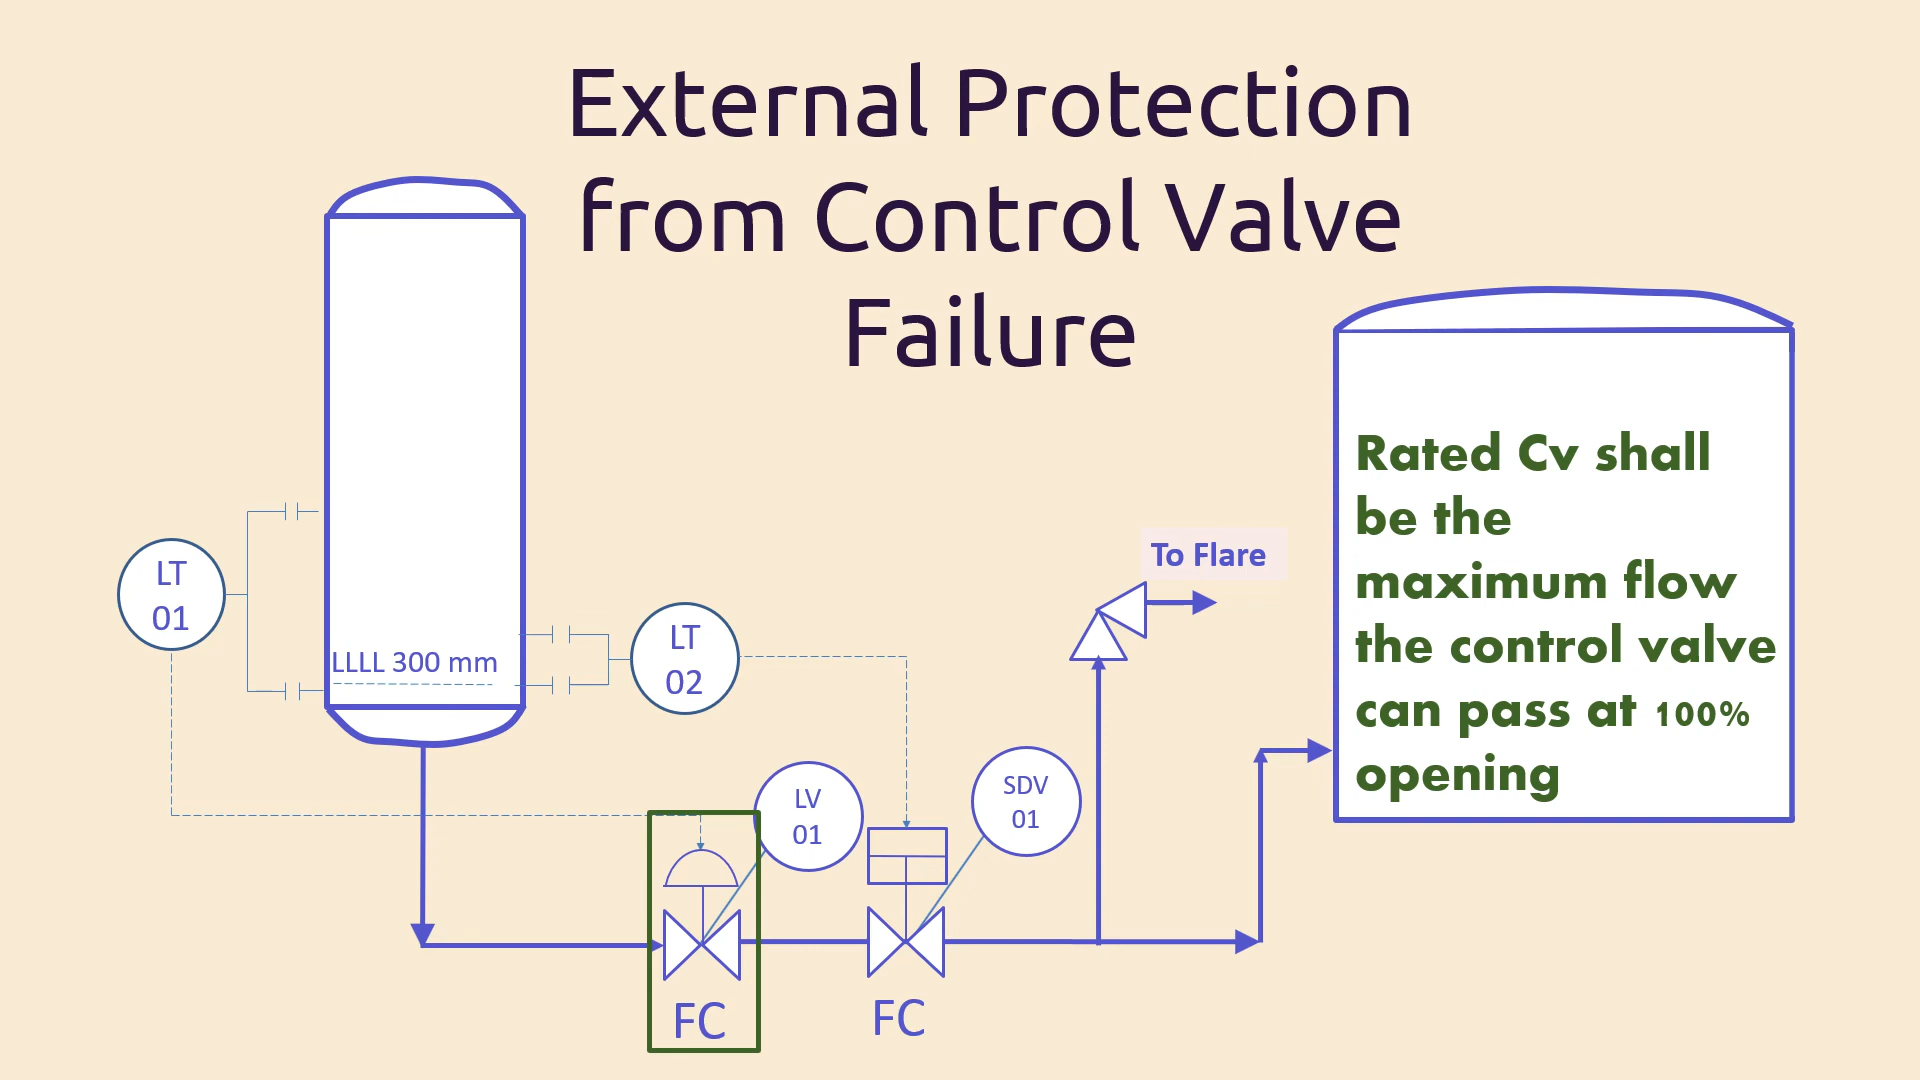 External Protection
from Control Valve
Failure
Rated Cv shall
be the
maximum flow
the control valve
can pass at 100%
opening
To Flare
LT
01
LLLL 300 mm
LT
02
LV
01
SDV
01
FC
FC